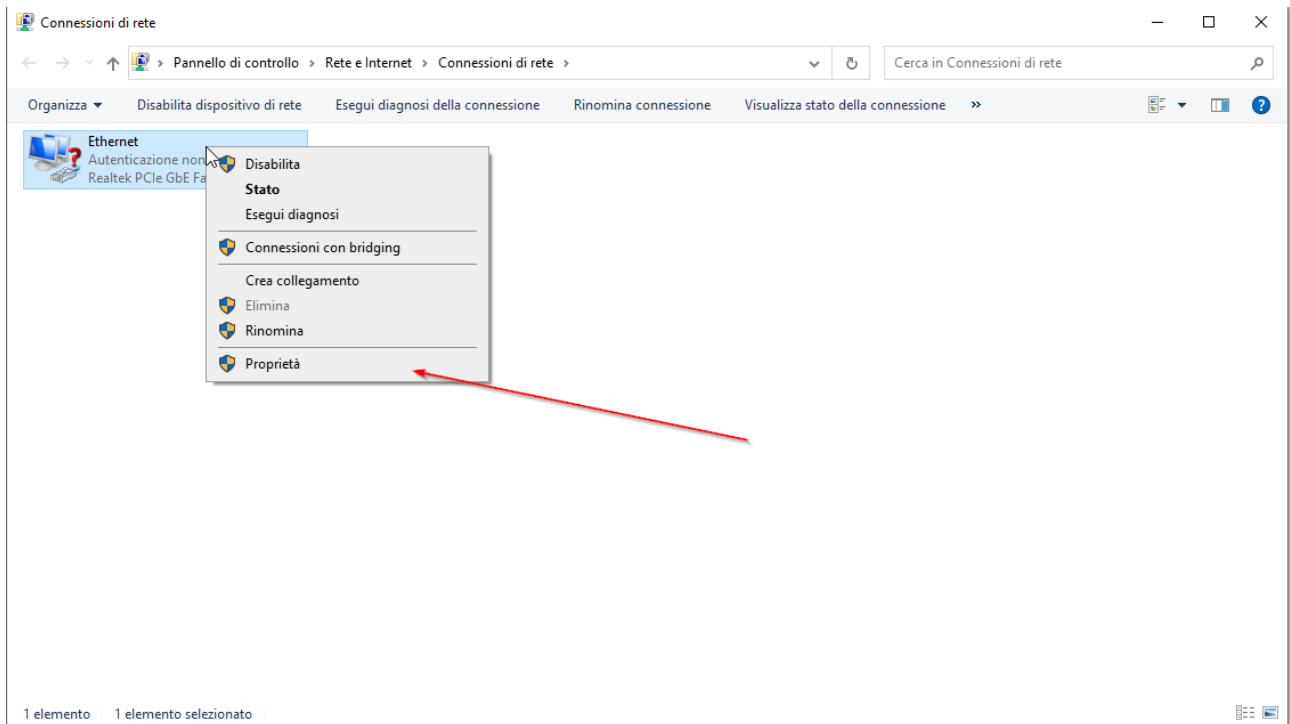 Connessioni di rete
Pannello di controllo > Rete e Internet > Connessioni di rete >
Cerca in Connessioni di rete
Organizza Disabilita dispositivo di rete Esegui diagnosi della connessione Rinomina connessione Visualizza stato della connessione »
Ethernet
Autenticazione non
Realtek PCIe GbE Fa
Disabilita
Stato
Esegui diagnosi
Connessioni con bridging
Crea collegamento
Elimina
Rinomina
Proprietà
1 elemento 1 elemento selezionato